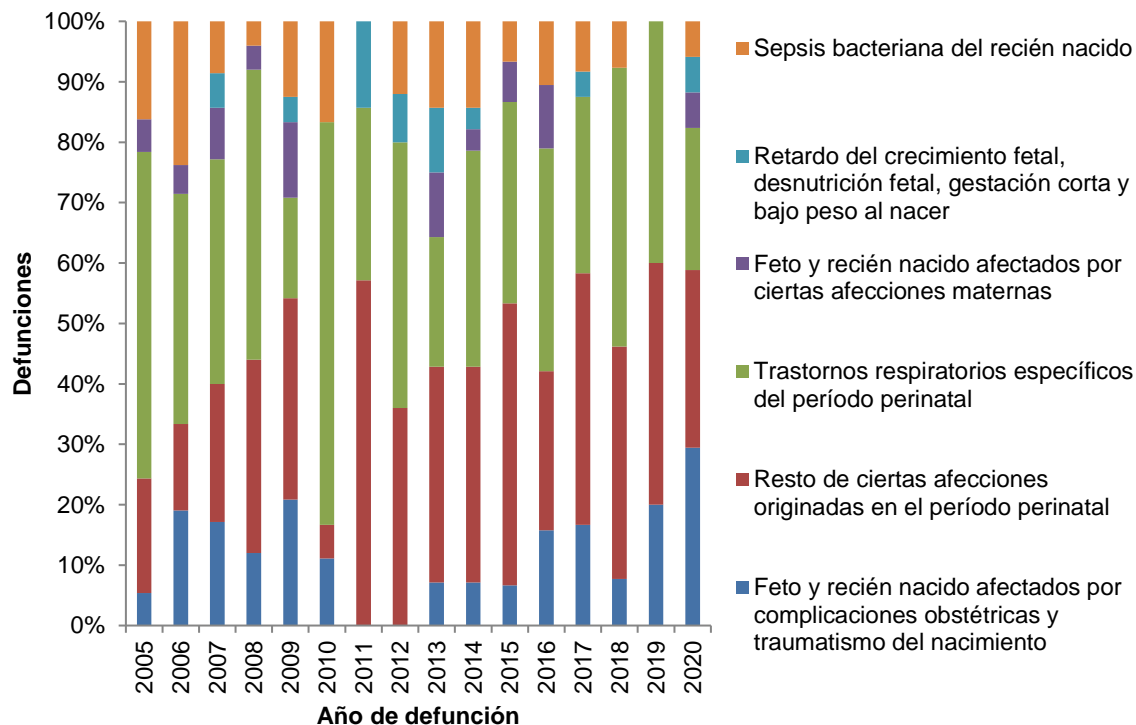 100%
90%
80%
70%
60%
50%
40%
30%
20%
10%
0%
Defunciones
2005
2006
2007
2008
2009
2010
2011
2012
2013
2014
2015
2016
2017
2018
2019
2020
Año de defunción
Sepsis bacteriana del recién nacido
Retardo del crecimiento fetal,
desnutrición fetal, gestación corta y
bajo peso al nacer
Feto y recién nacido afectados por
ciertas afecciones maternas
Trastornos respiratorios específicos
del período perinatal
Resto de ciertas afecciones
originadas en el período perinatal
Feto y recién nacido afectados por
complicaciones obstétricas y
traumatismo del nacimiento